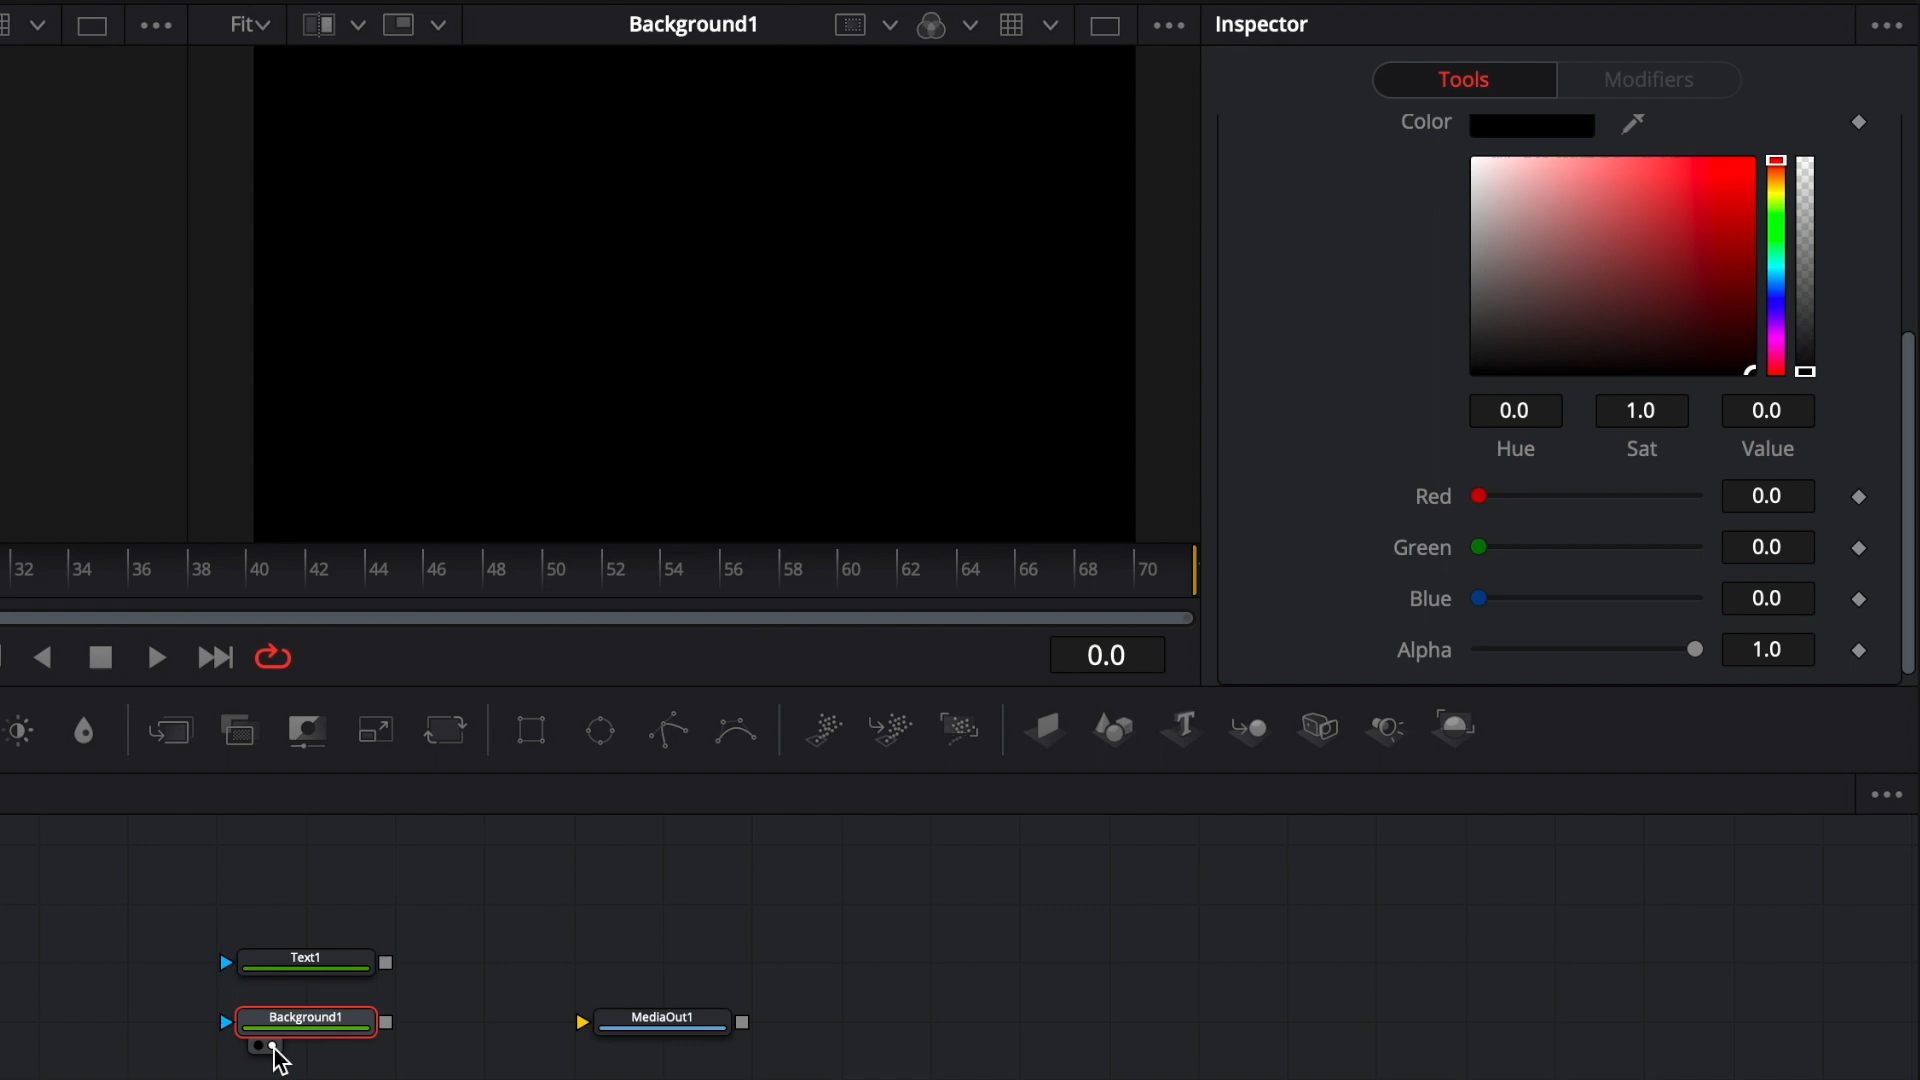 Fit Background1 Inspector
Tools Modifiers
Color
0.0 1.0 0.0
Hue Sat Value
Red 0.0
Green 0.0
Blue 0.0
Alpha 1.0
32 34 36 38 40 42 44 46 48 50 52 54 56 58 60 62 64 66 68 70
0.0
Text1
Background1
MediaOut1